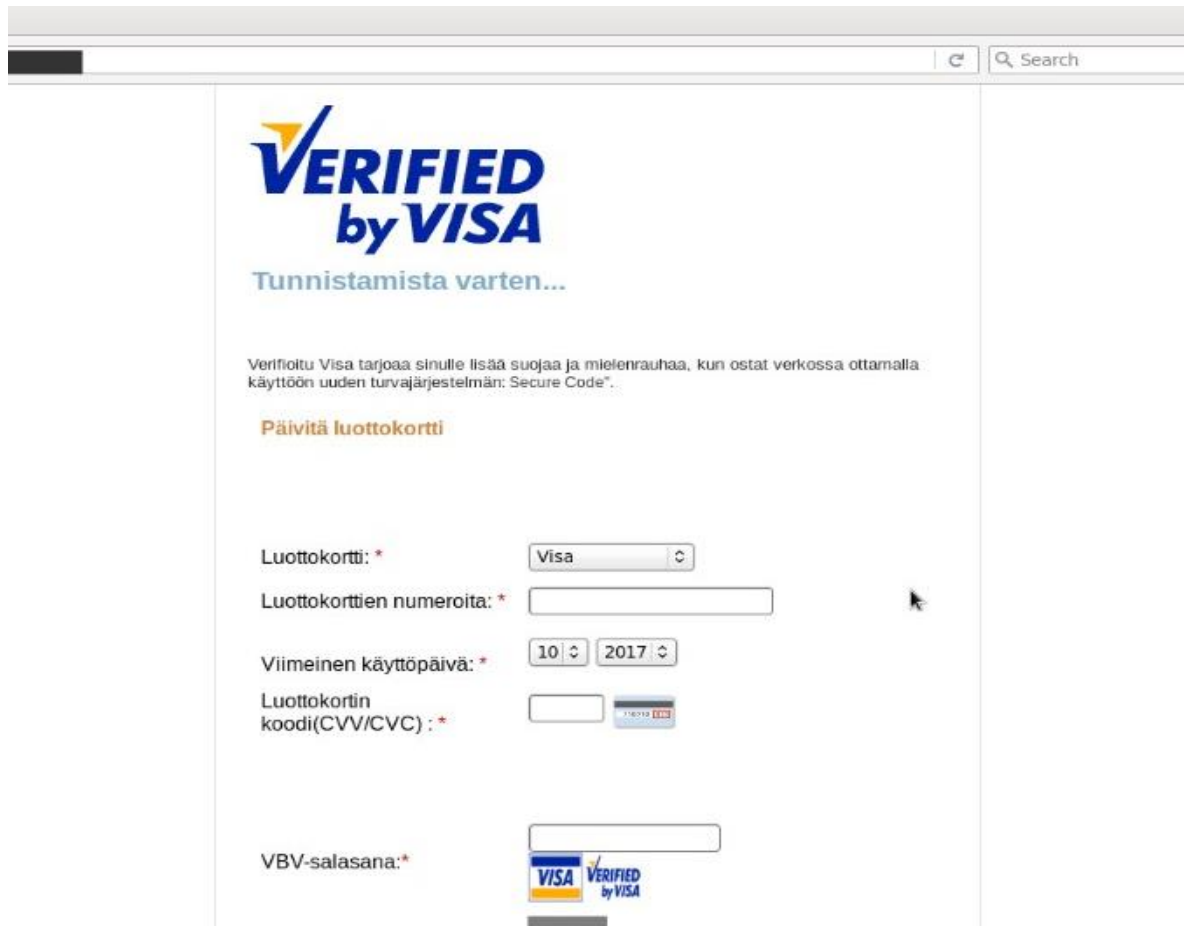 Search
VERIFIED
by VISA
Tunnistamista varten...
Verifioitu Visa tarjoaa sinulle lisää suojaa ja mielenrauhaa, kun ostat verkossa ottamalla
käyttöön uuden turvajärjestelmän: Secure Code".
Päivitä luottokortti
Luottokortti: *
Visa
Luottokorttien numeroita: *
Viimeinen käyttöpäivä: *
10 2017
Luottokortin
koodi(CVV/CVC) : *
VBV-salasana:*
VISA VERIFIED
by VISA